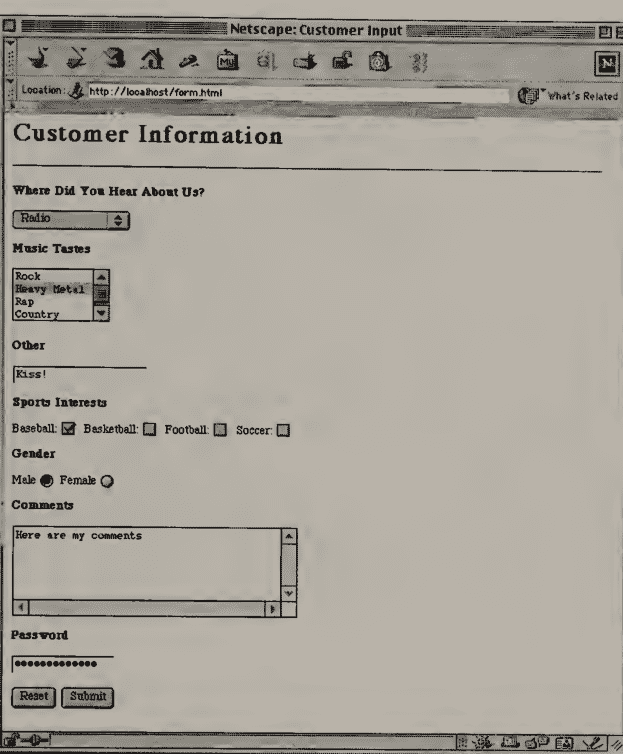 Netscape: Customer Input
Location: http://localhost/form.html What's Related
Customer Information
Where Did You Hear About Us?
Radio
Music Tastes
Rock
Heavy Metal
Rap
Country
Other
Kiss!
Sports Interests
Baseball: Basketball: Football: Soccer:
Gender
Male Female
Comments
Here are my comments
Password
•••••••••••••
Reset Submit